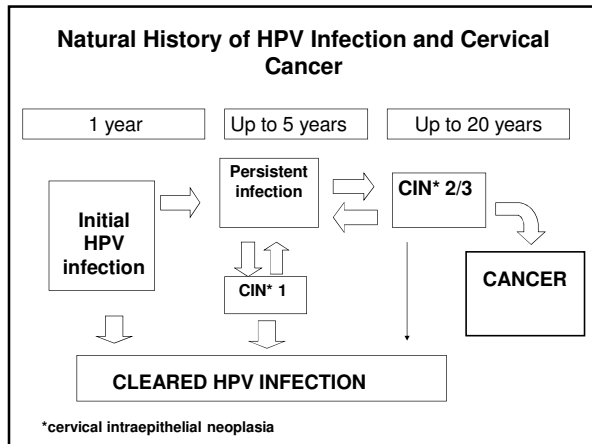 Natural History of HPV Infection and Cervical
Cancer
1 year
Up to 5 years
Up to 20 years
Persistent
infection
CIN* 2/3
Initial
HPV
infection
CIN* 1
CANCER
CLEARED HPV INFECTION
*cervical intraepithelial neoplasia